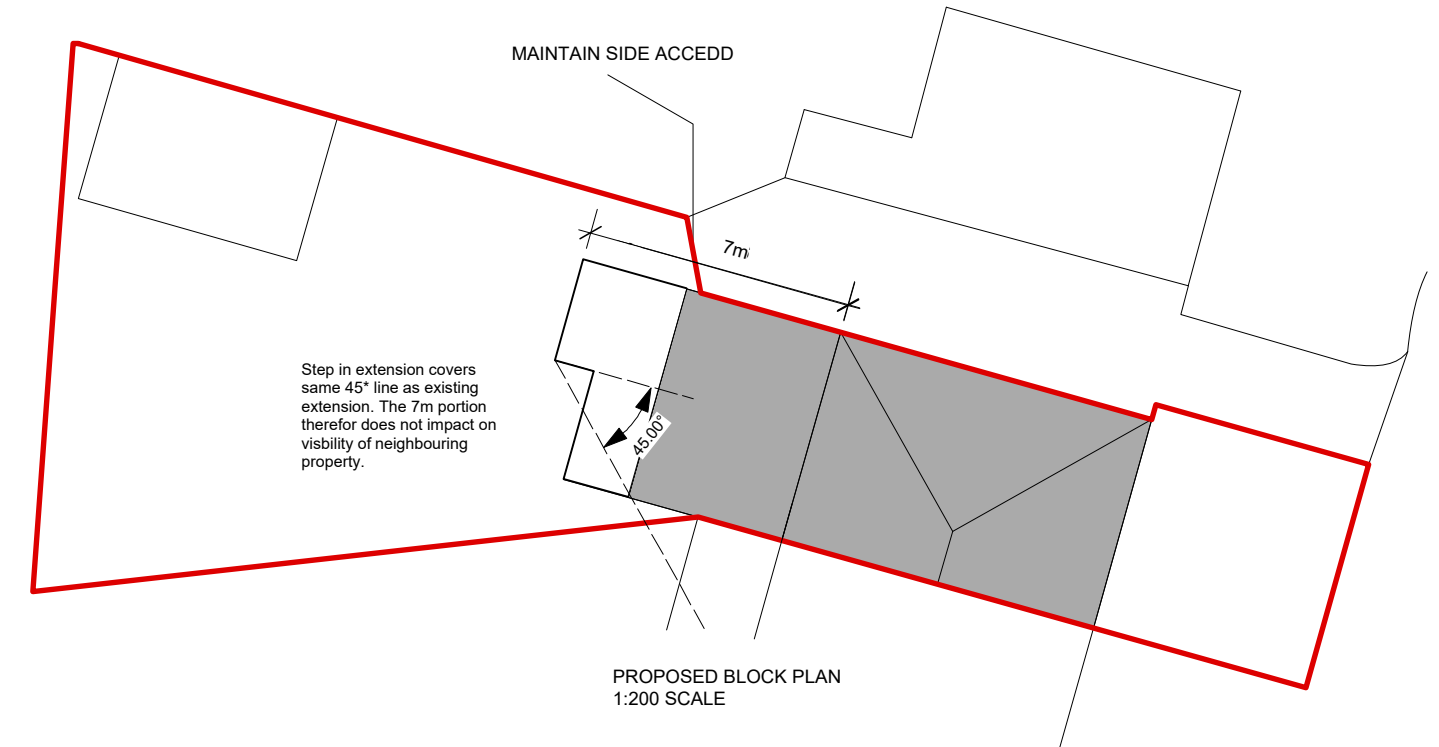 MAINTAIN SIDE ACCEDD
7m
Step in extension covers
same 45* line as existing
extension. The 7m portion
therefor does not impact on
visbility of neighbouring
property.
45.00°
PROPOSED BLOCK PLAN
1:200 SCALE